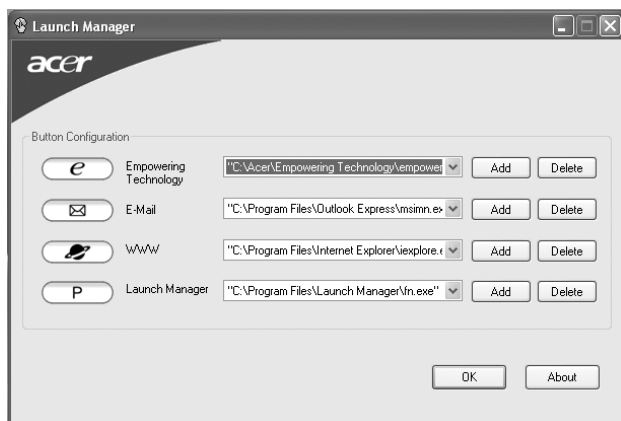 Launch Manager
acer
Button Configuration
e Empowering Technology "C:\Acer\Empowering Technology\empower Add Delete
E-Mail "C:\Program Files\Outlook Express\msimn.ex Add Delete
WWW "C:\Program Files\Internet Explorer\iexplore.e Add Delete
P Launch Manager "C:\Program Files\Launch Manager\fn.exe" Add Delete
OK About